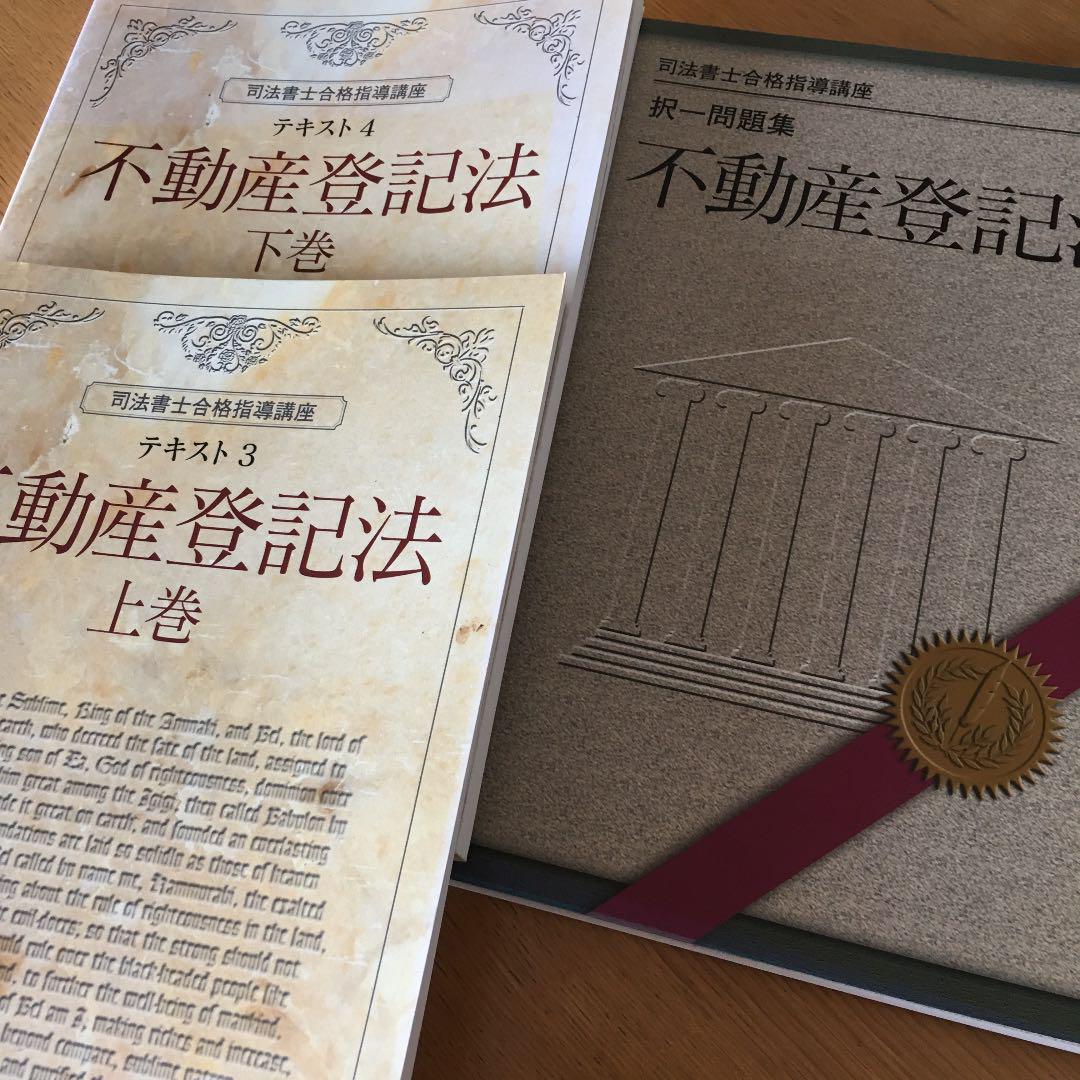 司法書士合格指導講座
テキスト 4
不動産登記法
下巻
司法書士合格指導講座
テキスト 3
動産登記法
上巻
Sublime, King of the Anunaki, and Bel, the lord of
earth, who decreed the fate of the land, assigned to
son of Ea, God of righteousness, dominion over
him great among the Igigi, they called Babylon by
it great on earth, and founded an everlasting
are laid so solidly as those of heaven
called by name me, Hammurabi, the exalted
about the rule of righteousness in the land,
evil-doers; so that the strong should not
rule over the black-headed people like
to further the well-being of mankind.
of Bel am I, making riches and increase,
beyond compare, sublime
and purified
司法書士合格指導講座
択一問題集
不動産登記